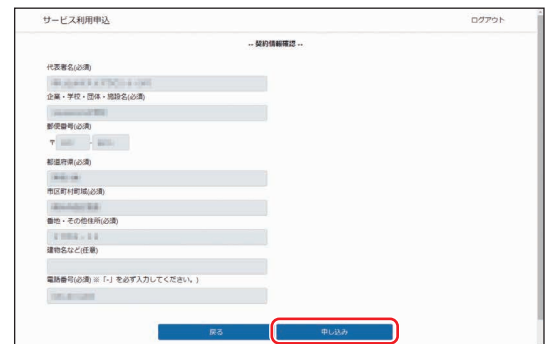 サービス利用申込
ログアウト
-- 契約情報確認 --
代表者名(必須)
企業・学校・団体・施設名(必須)
郵便番号(必須)
〒 -
都道府県(必須)
市区町村町域(必須)
番地・その他住所(必須)
建物名など(任意)
電話番号(必須) ※「-」を必ず入力してください。)
戻る
申し込み